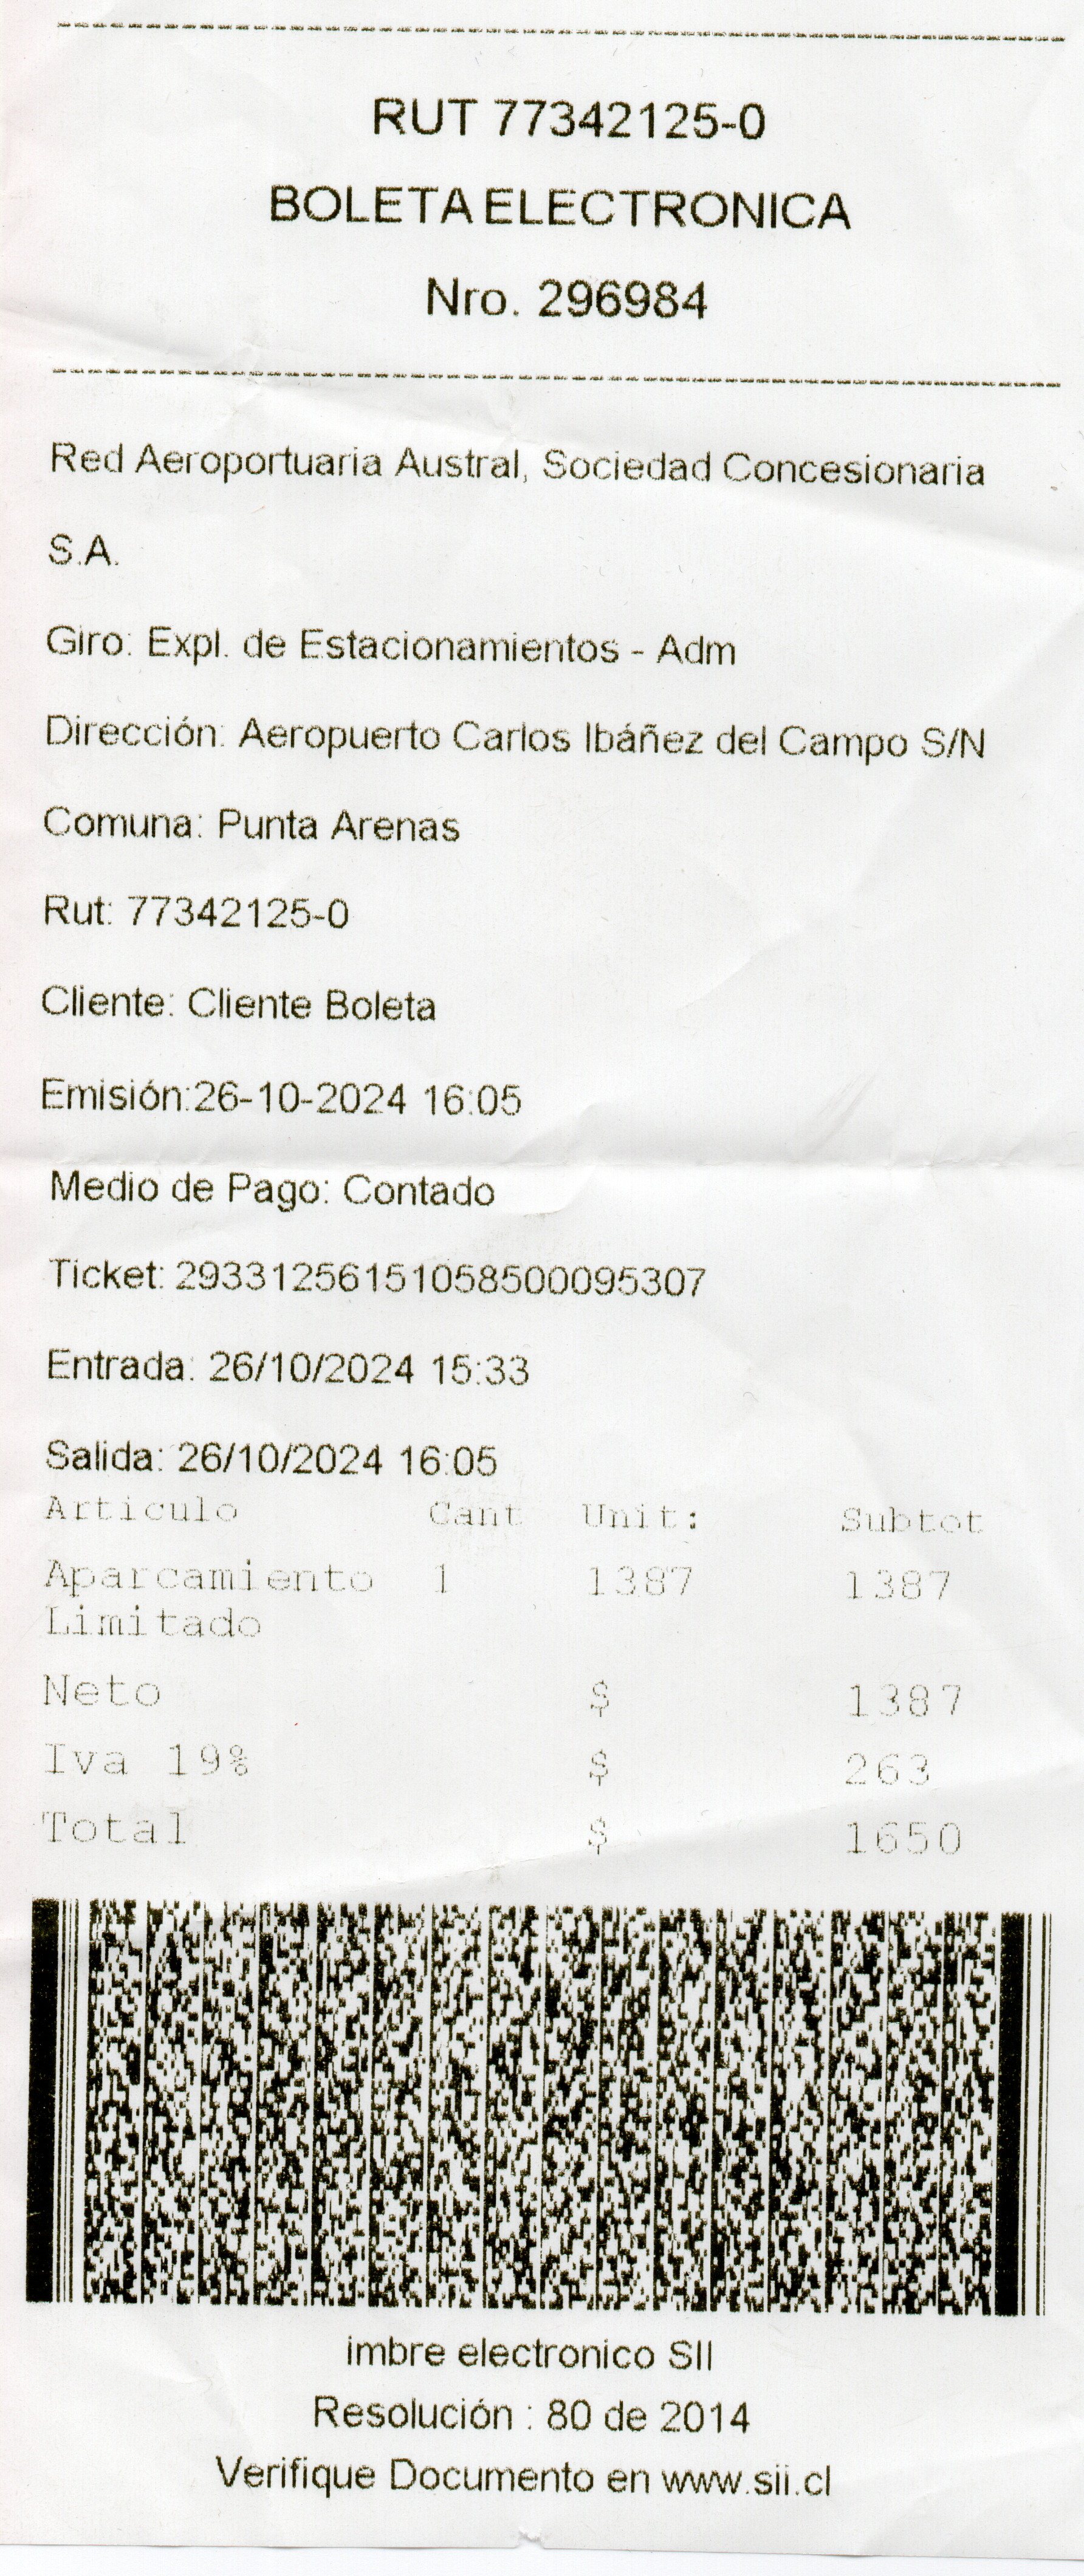 RUT 77342125-0
BOLETA ELECTRONICA
Nro. 296984
Red Aeroportuaria Austral, Sociedad Concesionaria
S.A.
Giro: Expl. de Estacionamientos - Adm
Dirección: Aeropuerto Carlos Ibáñez del Campo S/N
Comuna: Punta Arenas
Rut: 77342125-0
Cliente: Cliente Boleta
Emisión:26-10-2024 16:05
Medio de Pago: Contado
Ticket: 29331256151058500095307
Entrada: 26/10/2024 15:33
Salida: 26/10/2024 16:05
Articulo Cant Unit: Subtot
Aparcamiento 1 1387 1387
Limitado
Neto $ 1387
Iva 19% $ 263
Total $ 1650
imbre electronico SII
Resolución : 80 de 2014
Verifique Documento en www.sii.cl